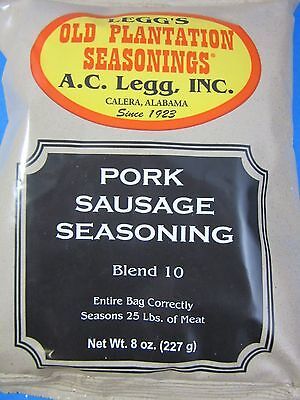 LEGG'S
OLD PLANTATION
SEASONINGS®
A.C. Legg, INC.
CALERA, ALABAMA
Since 1923
PORK
SAUSAGE
SEASONING
Blend 10
Entire Bag Correctly
Seasons 25 Lbs. of Meat
Net Wt. 8 oz. (227 g)